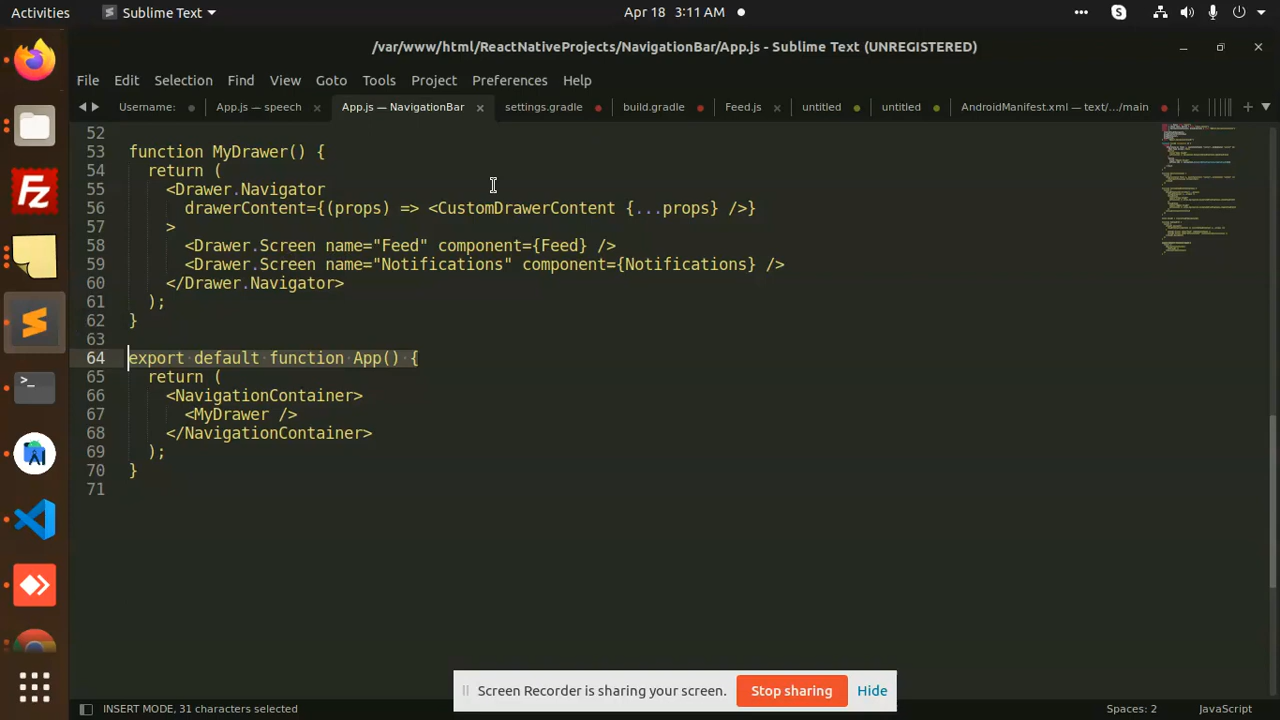 Activities
Sublime Text
Apr 18 3:11 AM
/var/www/html/ReactNativeProjects/NavigationBar/App.js - Sublime Text (UNREGISTERED)
File Edit Selection Find View Goto Tools Project Preferences Help
Username: App.js — speech App.js — NavigationBar settings.gradle build.gradle Feed.js untitled untitled AndroidManifest.xml — text/.../main
52
53 function MyDrawer() {
54 return (
55 <Drawer.Navigator
56 drawerContent={(props) => <CustomDrawerContent {...props} />}
57 >
58 <Drawer.Screen name="Feed" component={Feed} />
59 <Drawer.Screen name="Notifications" component={Notifications} />
60 </Drawer.Navigator>
61 );
62 }
63
64 export default function App() {
65 return (
66 <NavigationContainer>
67 <MyDrawer />
68 </NavigationContainer>
69 );
70 }
71
Screen Recorder is sharing your screen. Stop sharing Hide
INSERT MODE, 31 characters selected Spaces: 2 JavaScript